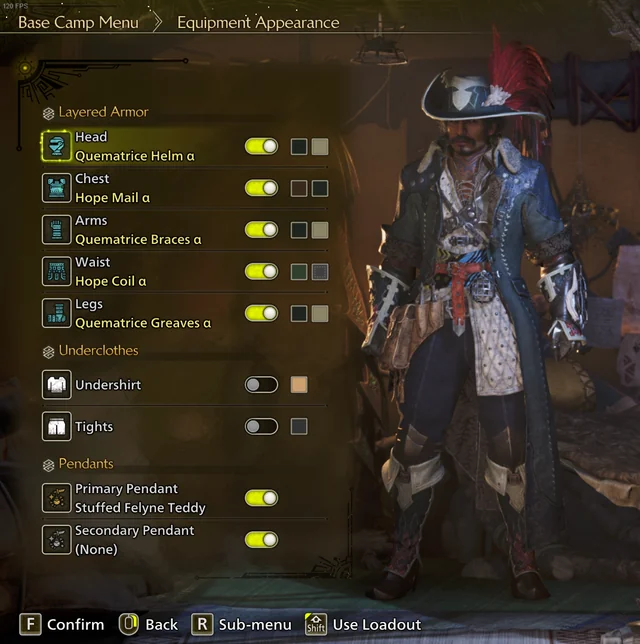 120 FPS
Base Camp Menu
Equipment Appearance
Layered Armor
Head
Quematrice Helm α
Chest
Hope Mail α
Arms
Quematrice Braces α
Waist
Hope Coil α
Legs
Quematrice Greaves α
Underclothes
Undershirt
Tights
Pendants
Primary Pendant
Stuffed Felyne Teddy
Secondary Pendant
(None)
F Confirm
Back
R Sub-menu
Shift Use Loadout